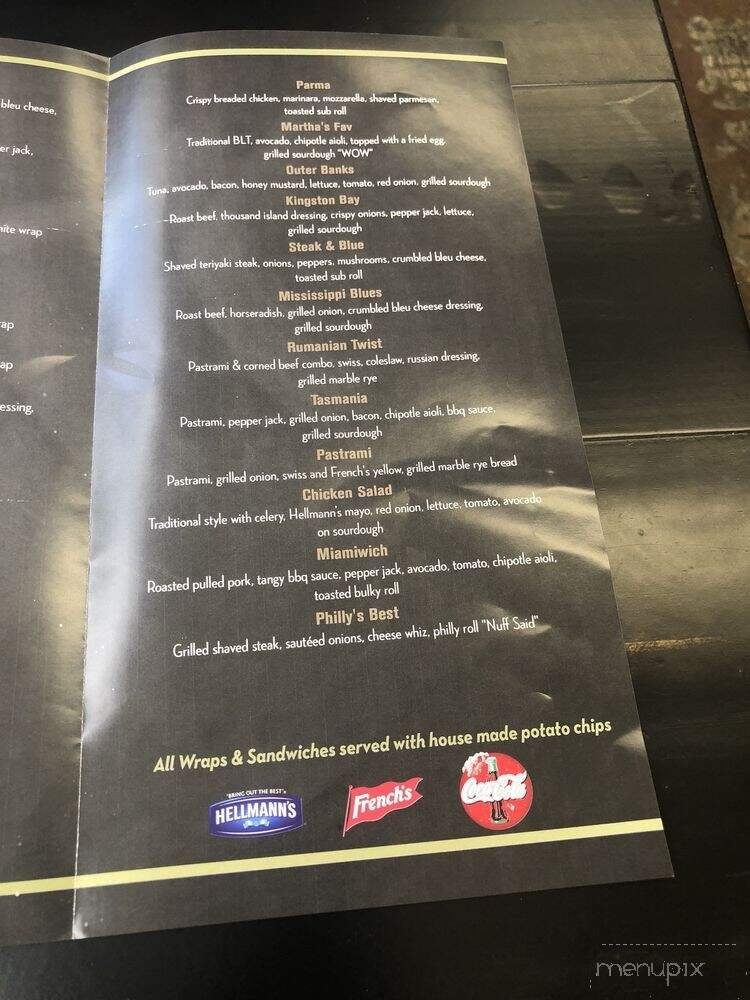 bleu cheese,
er jack,
ite wrap
rap
ap
essing,
Parma
Crispy breaded chicken, marinara, mozzarella, shaved parmesan,
toasted sub roll
Martha's Fav
Traditional BLT, avocado, chipotle aioli, topped with a fried egg,
grilled sourdough "WOW"
Outer Banks
Tuna, avocado, bacon, honey mustard, lettuce, tomato, red onion, grilled sourdough
Kingston Bay
Roast beef, thousand island dressing, crispy onions, pepper jack, lettuce,
grilled sourdough
Steak & Blue
Shaved teriyaki steak, onions, peppers, mushrooms, crumbled bleu cheese,
toasted sub roll
Mississippi Blues
Roast beef, horseradish, grilled onion, crumbled bleu cheese dressing,
grilled sourdough
Rumanian Twist
Pastrami & corned beef combo, swiss, coleslaw, russian dressing,
grilled marble rye
Tasmania
Pastrami, pepper jack, grilled onion, bacon, chipotle aioli, bbq sauce,
grilled sourdough
Pastrami
Pastrami, grilled onion, swiss and French's yellow, grilled marble rye bread
Chicken Salad
Traditional style with celery, Hellmann's mayo, red onion, lettuce, tomato, avocado
on sourdough
Miamiwich
Roasted pulled pork, tangy bbq sauce, pepper jack, avocado, tomato, chipotle aioli,
toasted bulky roll
Philly's Best
Grilled shaved steak, sautéed onions, cheese whiz, philly roll "Nuff Said"
All Wraps & Sandwiches served with house made potato chips
"BRING OUT THE BEST"®
HELLMANN'S
French's
Coca-Cola
menupix